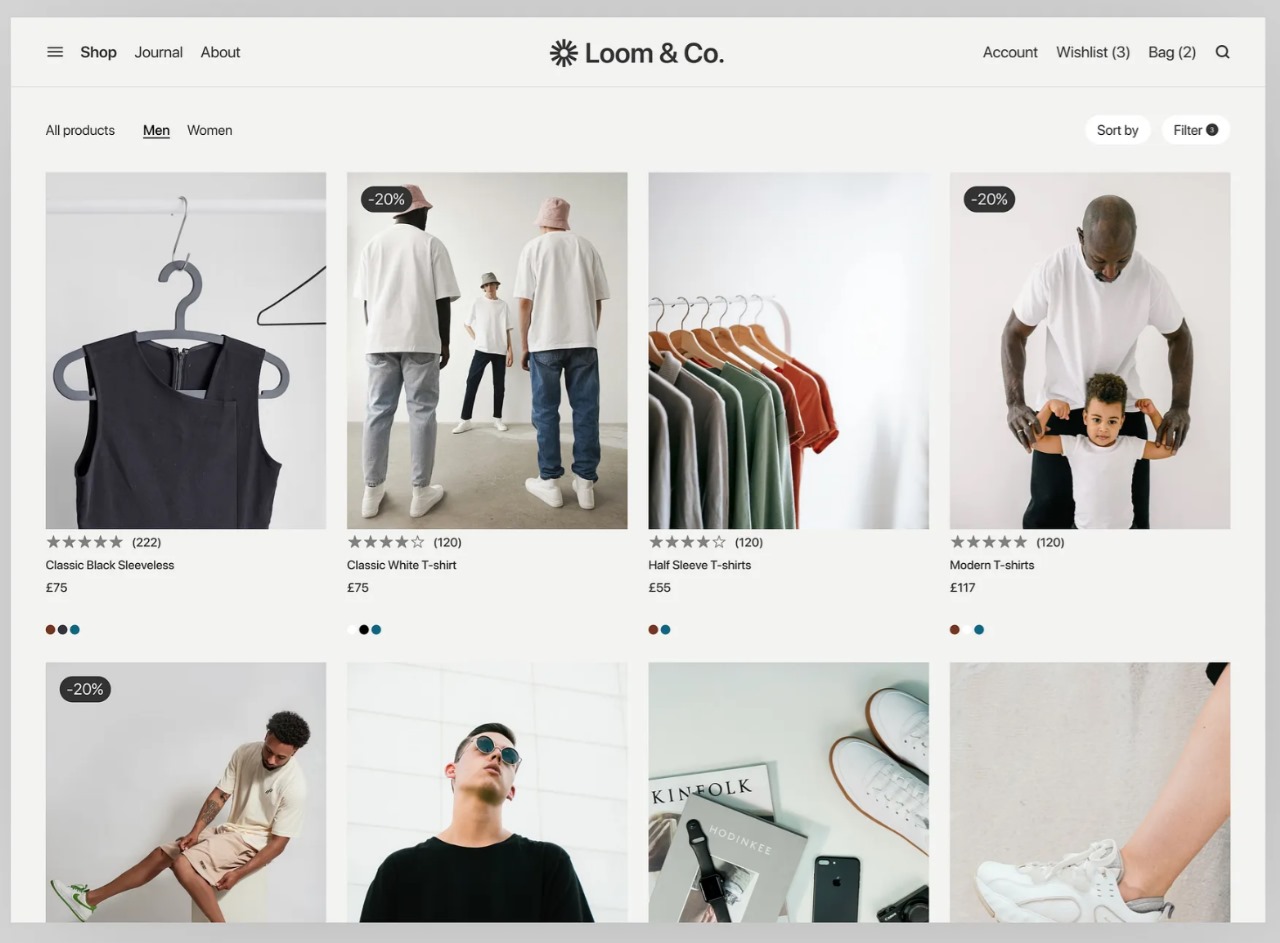 Shop Journal About
Loom & Co.
Account Wishlist (3) Bag (2)
All products Men Women
Sort by Filter 3
-20%
-20%
(222)
Classic Black Sleeveless
£75
(120)
Classic White T-shirt
£75
(120)
Half Sleeve T-shirts
£55
(120)
Modern T-shirts
£117
-20%
KINFOLK
HODINKEE